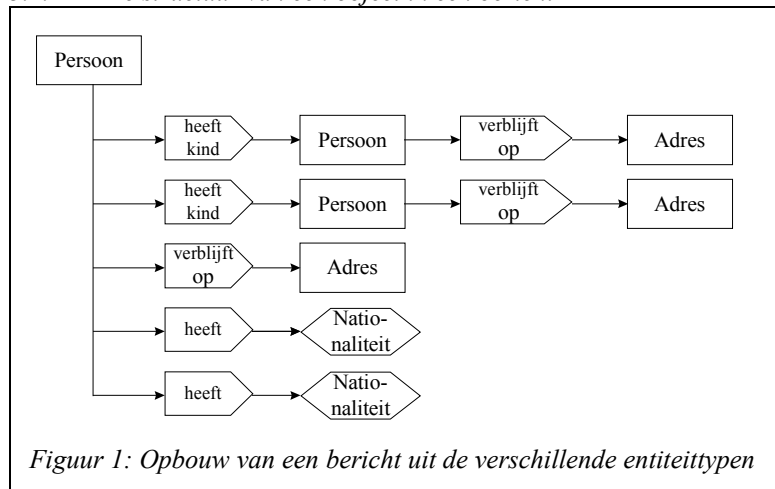 Persoon
heeft
kind
Persoon
verblijft
op
Adres
heeft
kind
Persoon
verblijft
op
Adres
verblijft
op
Adres
heeft
Natio-
naliteit
heeft
Natio-
naliteit
Figuur 1: Opbouw van een bericht uit de verschillende entiteittypen